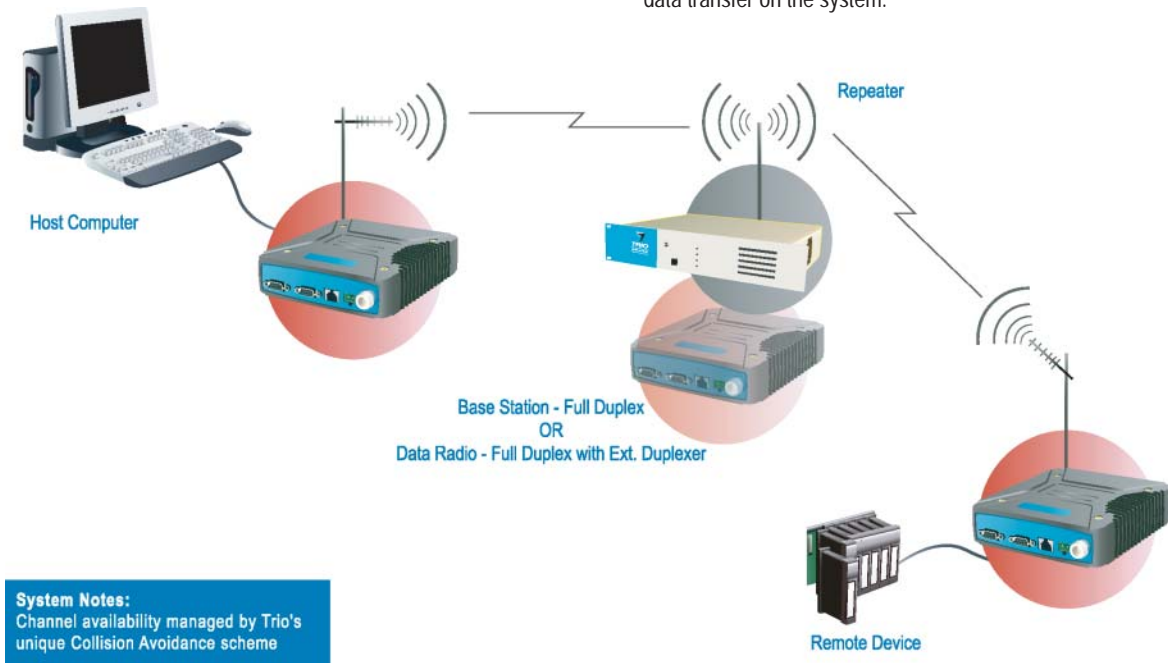 data transfer on the system.
Repeater
Host Computer
TRIO
Base Station - Full Duplex
OR
Data Radio - Full Duplex with Ext. Duplexer
System Notes:
Channel availability managed by Trio's
unique Collision Avoidance scheme
Remote Device